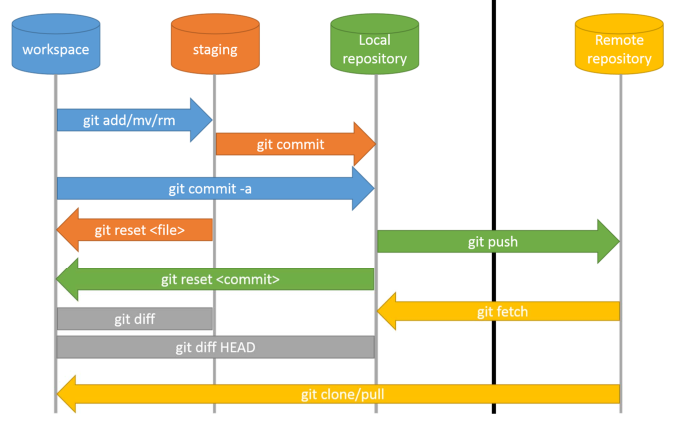 workspace
staging
Local
repository
Remote
repository
git add/mv/rm
git commit
git commit -a
git reset <file>
git push
git reset <commit>
git fetch
git diff
git diff HEAD
git clone/pull